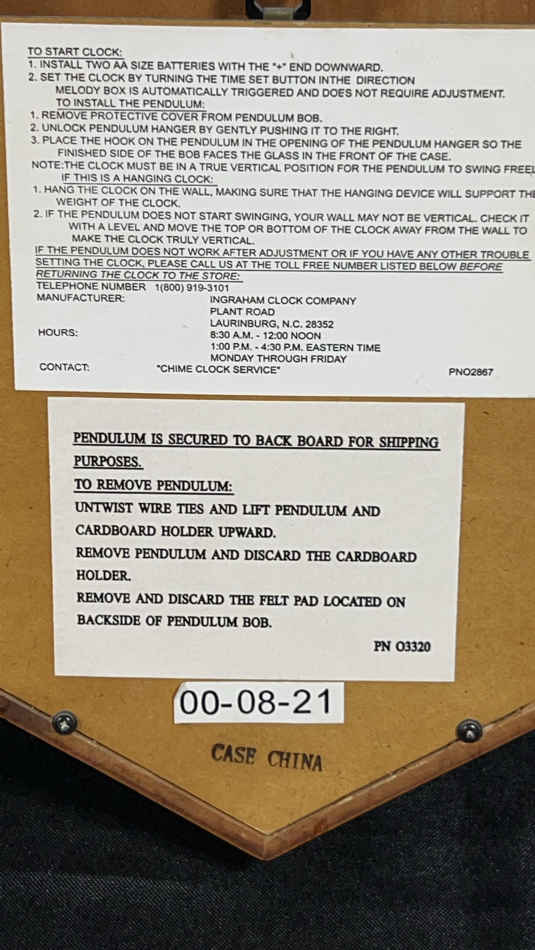 TO START CLOCK:
1. INSTALL TWO AA SIZE BATTERIES WITH THE "+" END DOWNWARD.
2. SET THE CLOCK BY TURNING THE TIME SET BUTTON INTHE DIRECTION
MELODY BOX IS AUTOMATICALLY TRIGGERED AND DOES NOT REQUIRE ADJUSTMENT.
TO INSTALL THE PENDULUM:
1. REMOVE PROTECTIVE COVER FROM PENDULUM BOB.
2. UNLOCK PENDULUM HANGER BY GENTLY PUSHING IT TO THE RIGHT.
3. PLACE THE HOOK ON THE PENDULUM IN THE OPENING OF THE PENDULUM HANGER SO THE
FINISHED SIDE OF THE BOB FACES THE GLASS IN THE FRONT OF THE CASE.
NOTE:THE CLOCK MUST BE IN A TRUE VERTICAL POSITION FOR THE PENDULUM TO SWING FREEL
IF THIS IS A HANGING CLOCK:
1. HANG THE CLOCK ON THE WALL, MAKING SURE THAT THE HANGING DEVICE WILL SUPPORT THE
WEIGHT OF THE CLOCK.
2. IF THE PENDULUM DOES NOT START SWINGING, YOUR WALL MAY NOT BE VERTICAL. CHECK IT
WITH A LEVEL AND MOVE THE TOP OR BOTTOM OF THE CLOCK AWAY FROM THE WALL TO
MAKE THE CLOCK TRULY VERTICAL.
IF THE PENDULUM DOES NOT WORK AFTER ADJUSTMENT OR IF YOU HAVE ANY OTHER TROUBLE
SETTING THE CLOCK, PLEASE CALL US AT THE TOLL FREE NUMBER LISTED BELOW BEFORE
RETURNING THE CLOCK TO THE STORE:
TELEPHONE NUMBER 1(800) 919-3101
MANUFACTURER: INGRAHAM CLOCK COMPANY
PLANT ROAD
LAURINBURG, N.C. 28352
HOURS: 8:30 A.M. - 12:00 NOON
1:00 P.M. - 4:30 P.M. EASTERN TIME
MONDAY THROUGH FRIDAY
CONTACT: "CHIME CLOCK SERVICE" PNO2867
PENDULUM IS SECURED TO BACK BOARD FOR SHIPPING
PURPOSES.
TO REMOVE PENDULUM:
UNTWIST WIRE TIES AND LIFT PENDULUM AND
CARDBOARD HOLDER UPWARD.
REMOVE PENDULUM AND DISCARD THE CARDBOARD
HOLDER.
REMOVE AND DISCARD THE FELT PAD LOCATED ON
BACKSIDE OF PENDULUM BOB.
PN O3320
00-08-21
CASE CHINA